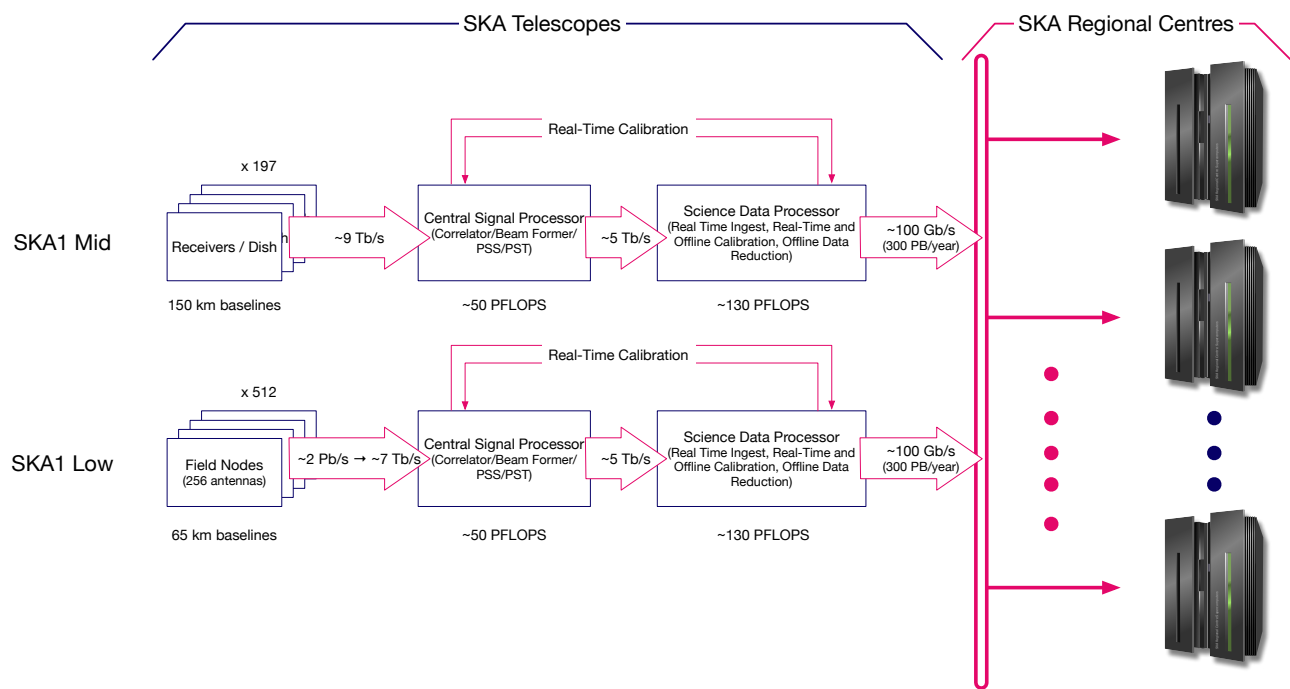 SKA Telescopes
SKA Regional Centres
Real-Time Calibration
x 197
SKA1 Mid
Receivers / Dish
h
~9 Tb/s
Central Signal Processor
(Correlator/Beam Former/
PSS/PST)
~5 Tb/s
Science Data Processor
(Real Time Ingest, Real-Time and
Offline Calibration, Offline Data
Reduction)
~100 Gb/s
(300 PB/year)
150 km baselines
~50 PFLOPS
~130 PFLOPS
Real-Time Calibration
x 512
SKA1 Low
Field Nodes
(256 antennas)
~2 Pb/s → ~7 Tb/s
Central Signal Processor
(Correlator/Beam Former/
PSS/PST)
~5 Tb/s
Science Data Processor
(Real Time Ingest, Real-Time and
Offline Calibration, Offline Data
Reduction)
~100 Gb/s
(300 PB/year)
65 km baselines
~50 PFLOPS
~130 PFLOPS